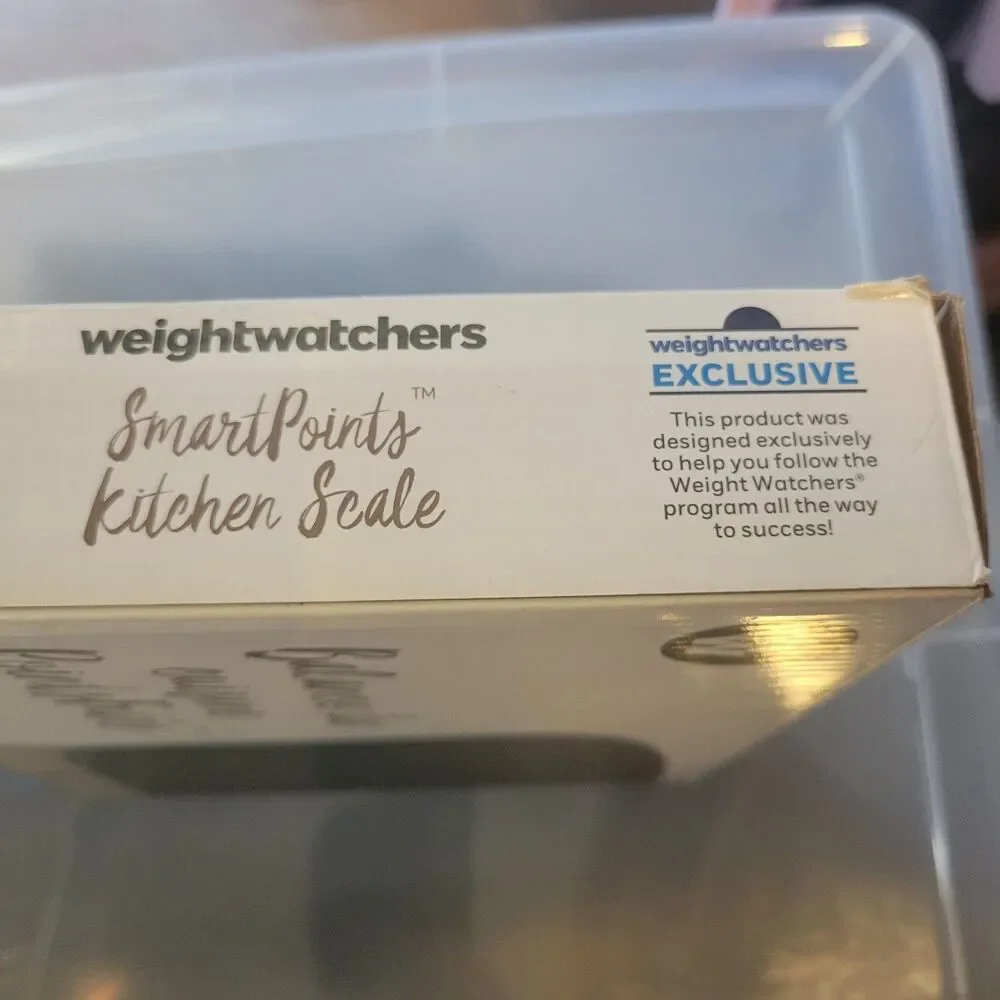 weightwatchers
SmartPoints™
Kitchen Scale
weightwatchers
EXCLUSIVE
This product was
designed exclusively
to help you follow the
Weight Watchers®
program all the way
to success!